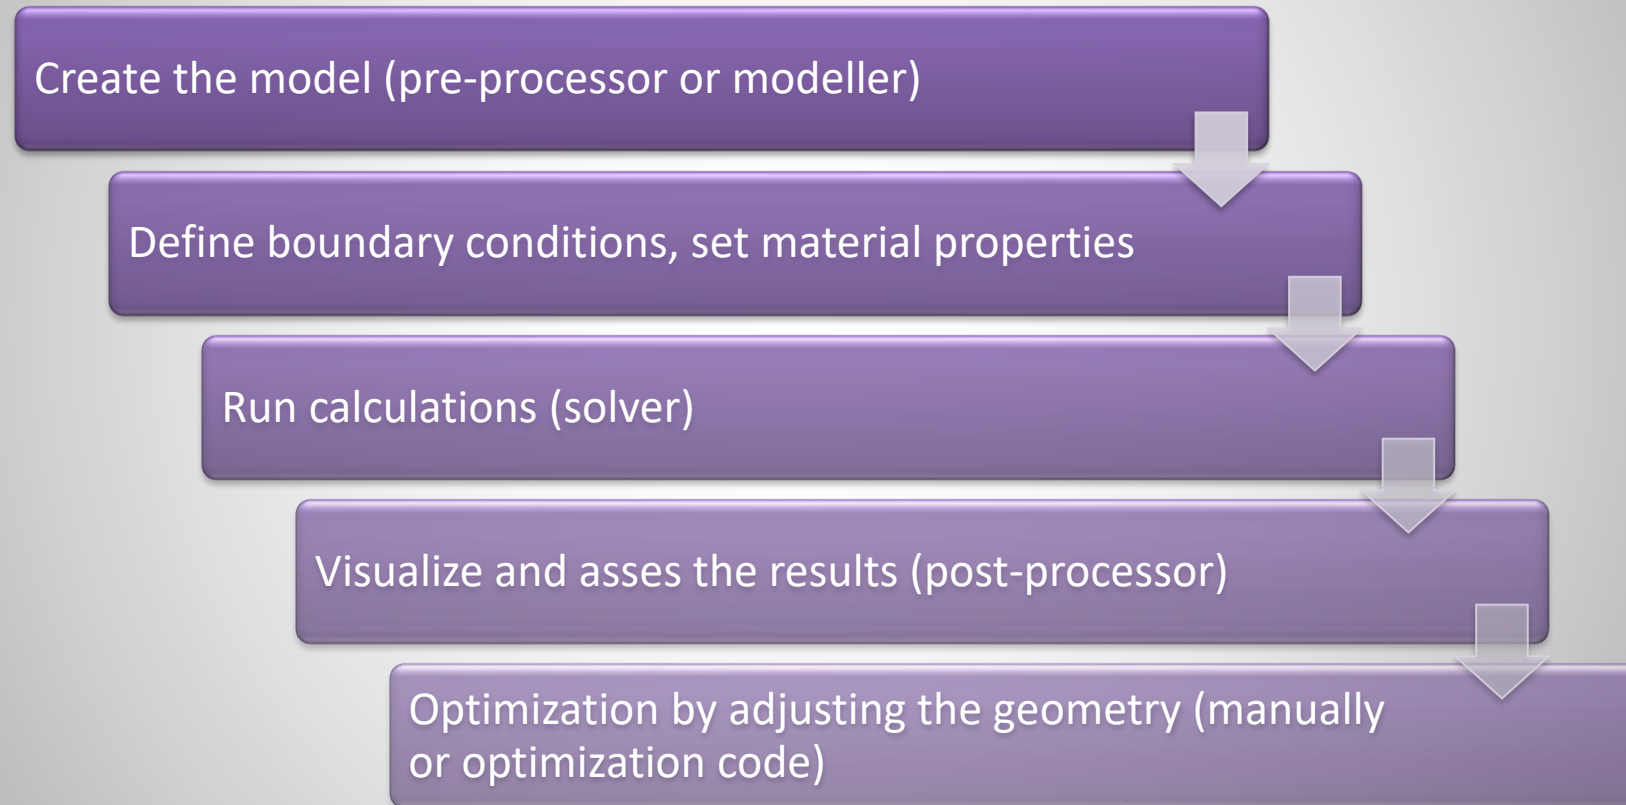 Create the model (pre-processor or modeller)
Define boundary conditions, set material properties
Run calculations (solver)
Visualize and asses the results (post-processor)
Optimization by adjusting the geometry (manually
or optimization code)